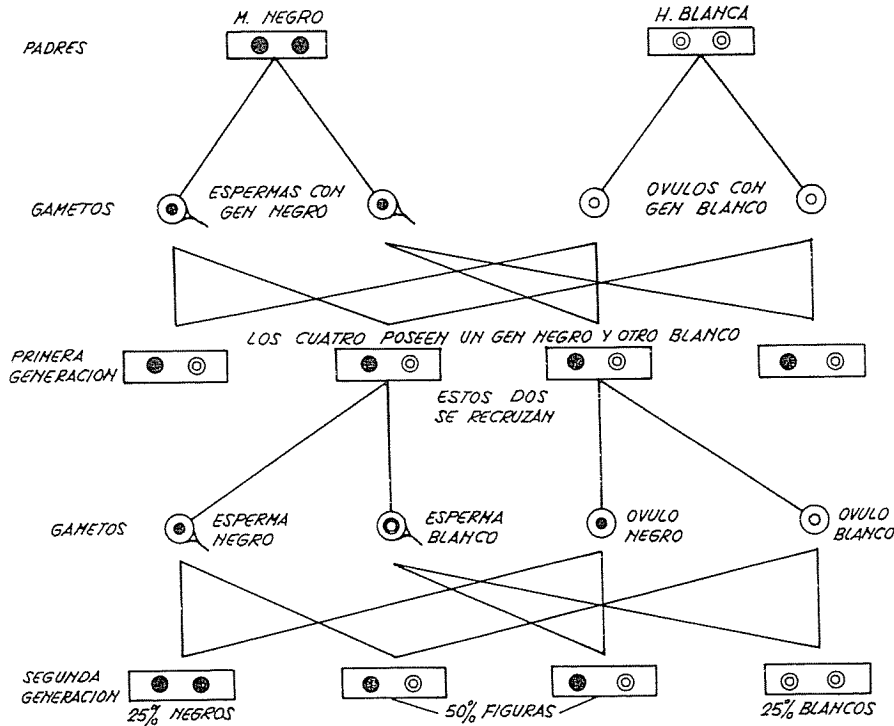 M. NEGRO
H. BLANCA
PADRES
GAMETOS
ESPERMAS CON
GEN NEGRO
OVULOS CON
GEN BLANCO
LOS CUATRO POSEEN UN GEN NEGRO Y OTRO BLANCO
PRIMERA
GENERACION
ESTOS DOS
SE RECRUZAN
GAMETOS
ESPERMA
NEGRO
ESPERMA
BLANCO
OVULO
NEGRO
OVULO
BLANCO
SEGUNDA
GENERACION
25% NEGROS
50% FIGURAS
25% BLANCOS